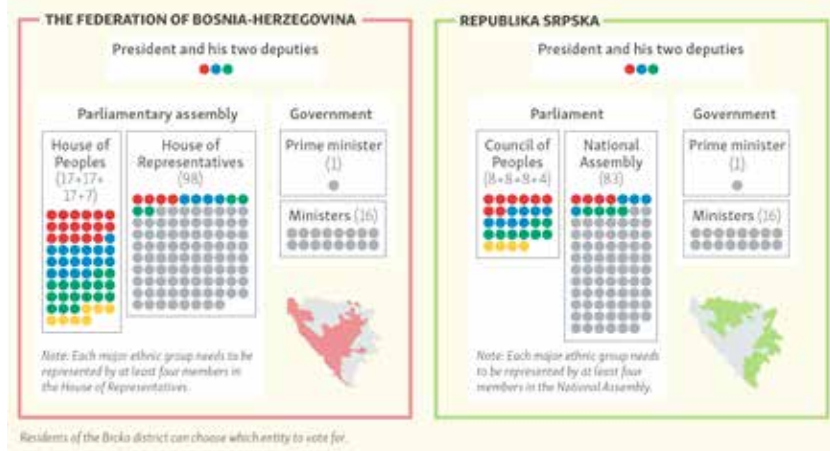 THE FEDERATION OF BOSNIA-HERZEGOVINA
President and his two deputies
Parliamentary assembly
House of
Peoples
(17+17+
17+7)
House of
Representatives
(98)
Government
Prime minister
(1)
Ministers (16)
Note: Each major ethnic group needs to be
represented by at least four members in
the House of Representatives.
REPUBLIKA SRPSKA
President and his two deputies
Parliament
Council of
Peoples
(8+8+8+4)
National
Assembly
(83)
Government
Prime minister
(1)
Ministers (16)
Note: Each major ethnic group needs
to be represented by at least four
members in the National Assembly.
Residents of the Brcko district can choose which entity to vote for.